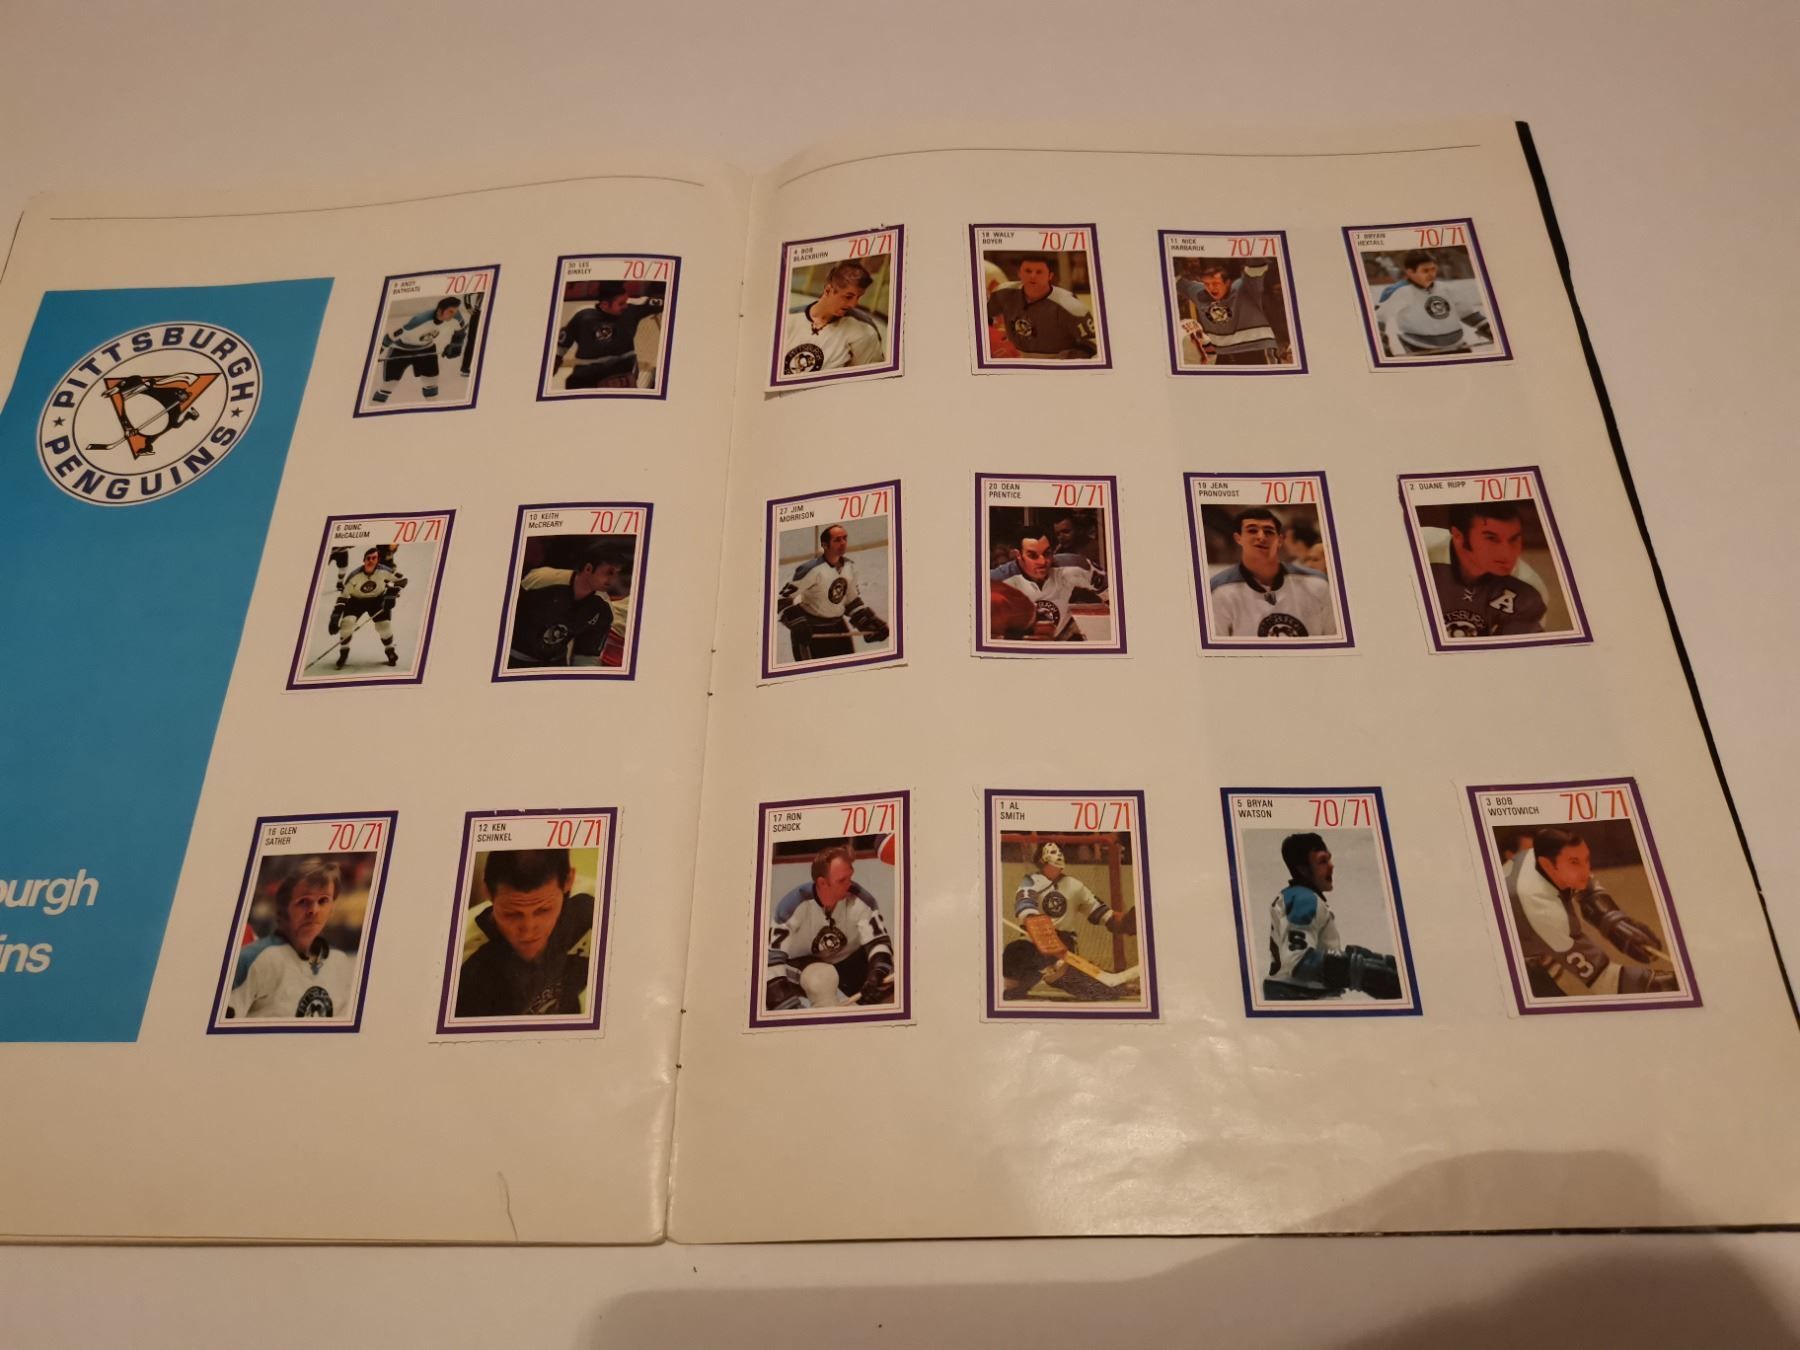 PITTSBURGH
★ PENGUINS ★
burgh
ins
9 ANDY
BATHGATE
70/71
30 LES
BINKLEY
70/71
6 DUNC
McCALLUM
70/71
10 KEITH
McCREARY
70/71
16 GLEN
SATHER
70/71
12 KEN
SCHINKEL
70/71
4 BOB
BLACKBURN
70/71
18 WALLY
BOYER
70/71
18
11 NICK
HARBARUK
70/71
7 BRYAN
HEXTALL
70/71
27 JIM
MORRISON
70/71
20 DEAN
PRENTICE
70/71
19 JEAN
PRONOVOST
70/71
2 DUANE RUPP
70/71
A
17 RON
SCHOCK
70/71
1 AL
SMITH
70/71
5 BRYAN
WATSON
70/71
3 BOB
WOYTOWICH
70/71
3